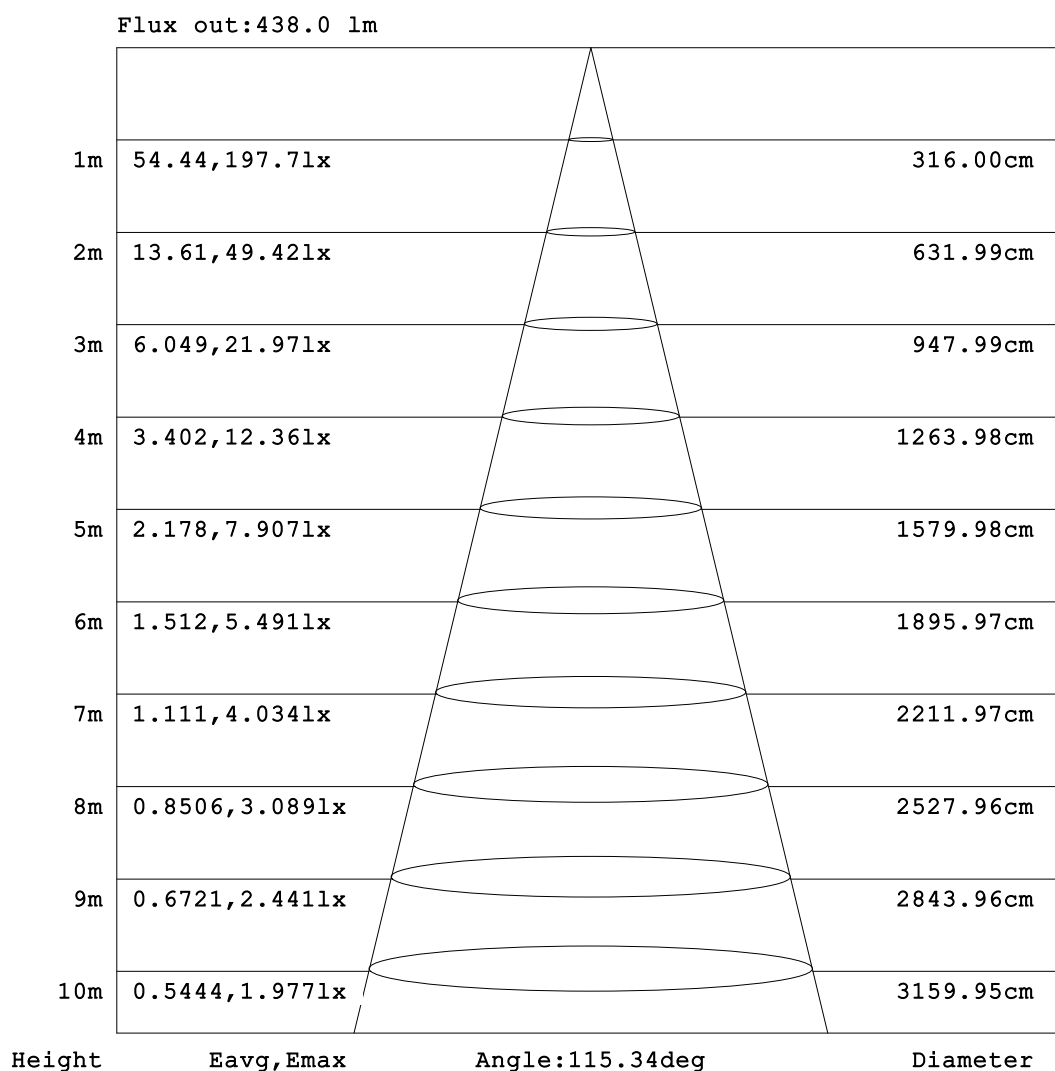 Flux out:438.0 lm
1m 54.44,197.7lx 316.00cm
2m 13.61,49.42lx 631.99cm
3m 6.049,21.97lx 947.99cm
4m 3.402,12.36lx 1263.98cm
5m 2.178,7.907lx 1579.98cm
6m 1.512,5.491lx 1895.97cm
7m 1.111,4.034lx 2211.97cm
8m 0.8506,3.089lx 2527.96cm
9m 0.6721,2.441lx 2843.96cm
10m 0.5444,1.977lx 3159.95cm
Height Eavg,Emax Angle:115.34deg Diameter